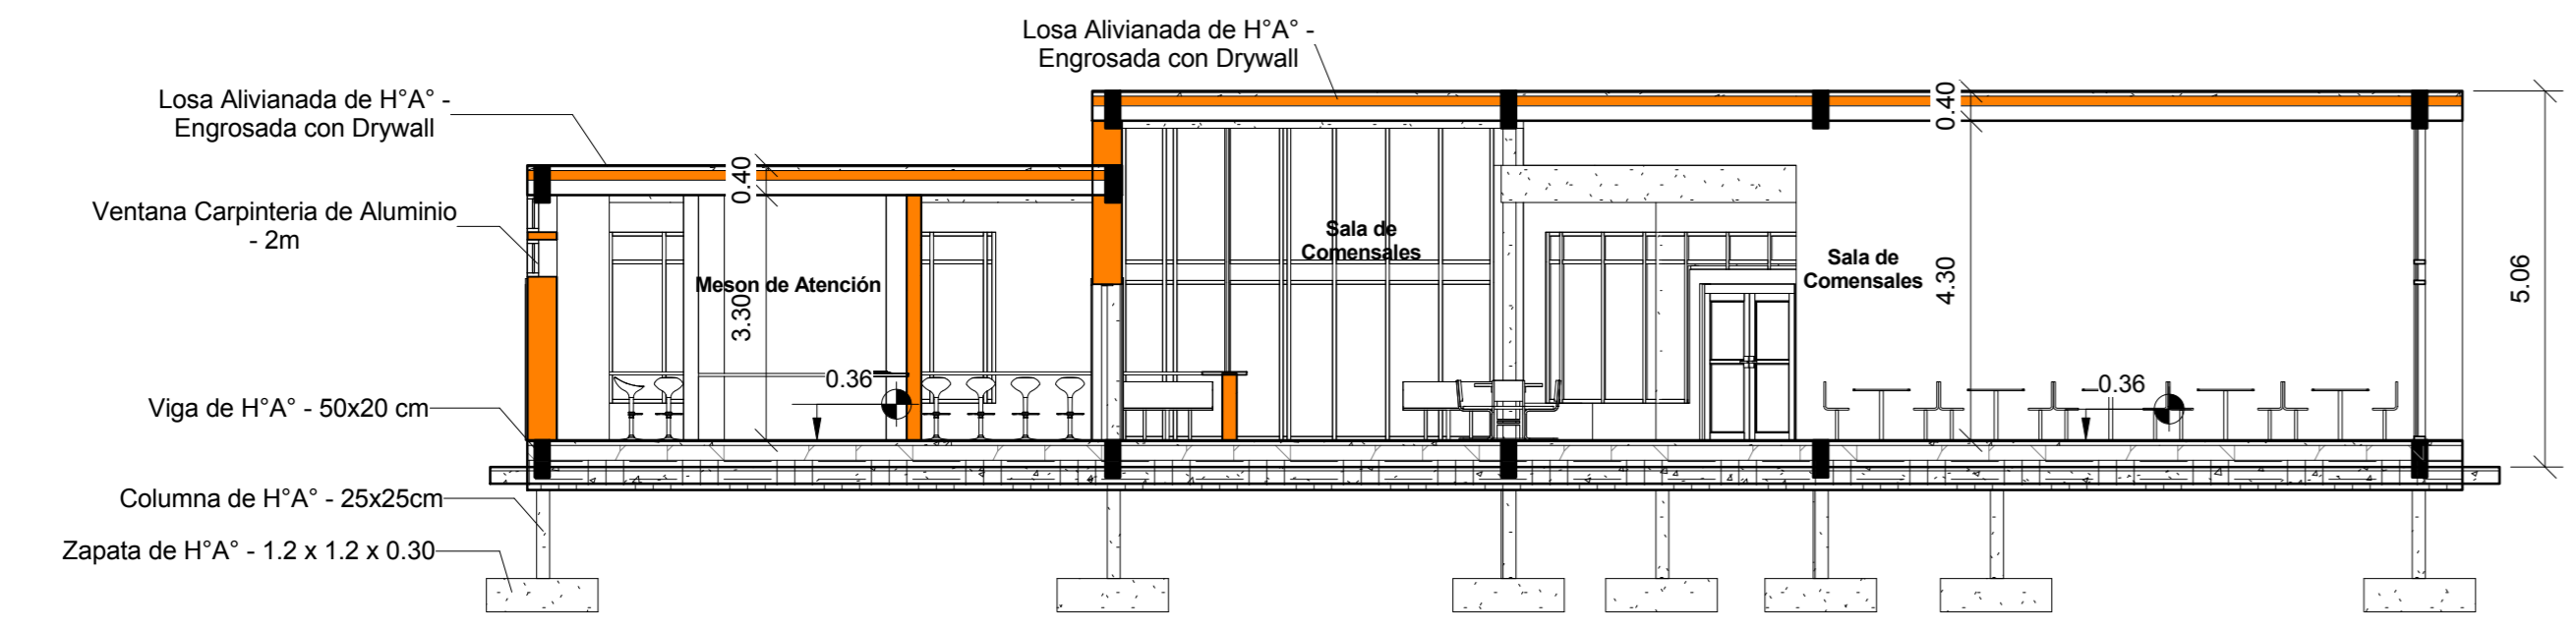 Losa Alivianada de H°A° -
Engrosada con Drywall
Losa Alivianada de H°A° -
Engrosada con Drywall
Ventana Carpinteria de Aluminio
- 2m
Viga de H°A° - 50x20 cm
Columna de H°A° - 25x25cm
Zapata de H°A° - 1.2 x 1.2 x 0.30
0.40
3.30
Meson de Atención
0.36
Sala de
Comensales
Sala de
Comensales
0.40
4.30
0.36
5.06